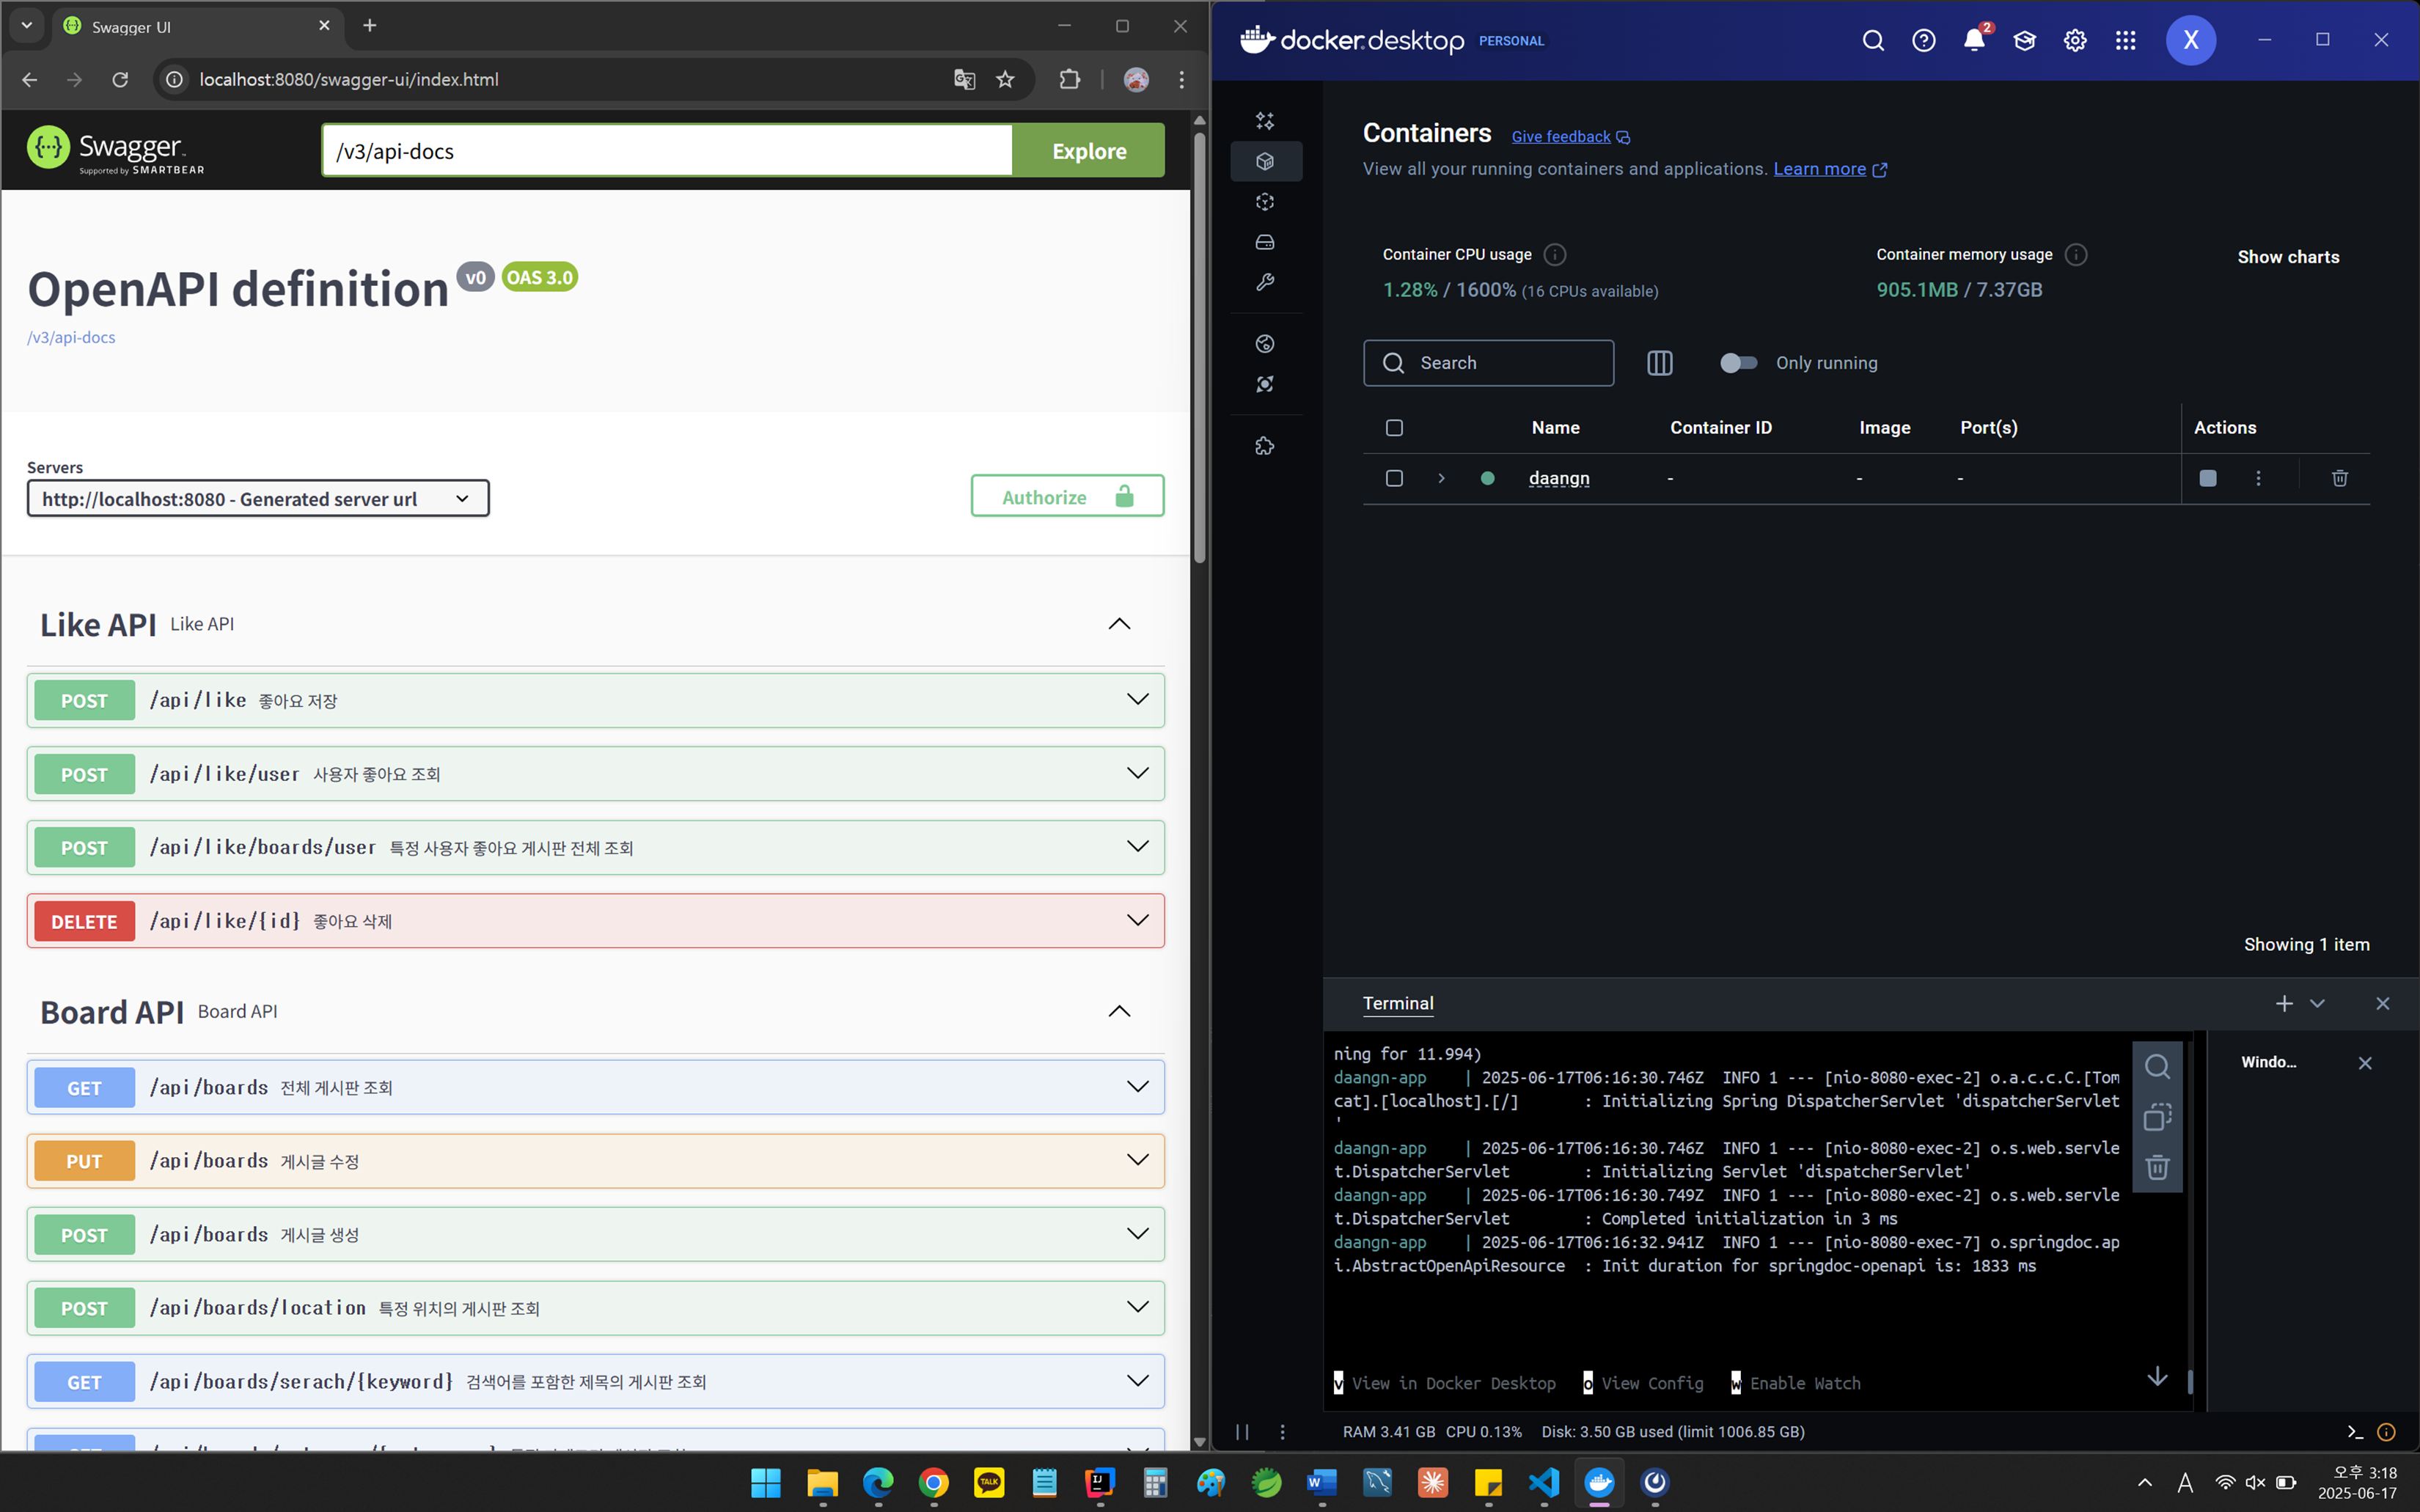 Swagger UI
localhost:8080/swagger-ui/index.html
Swagger
Supported by SMARTBEAR
/v3/api-docs
Explore
OpenAPI definition v0 OAS 3.0
/v3/api-docs
Servers
http://localhost:8080 - Generated server url
Authorize
Like API Like API
POST /api/like 좋아요 저장
POST /api/like/user 사용자 좋아요 조회
POST /api/like/boards/user 특정 사용자 좋아요 게시판 전체 조회
DELETE /api/like/{id} 좋아요 삭제
Board API Board API
GET /api/boards 전체 게시판 조회
PUT /api/boards 게시글 수정
POST /api/boards 게시글 생성
POST /api/boards/location 특정 위치의 게시판 조회
GET /api/boards/serach/{keyword} 검색어를 포함한 제목의 게시판 조회
docker.desktop PERSONAL
2
X
Containers Give feedback
View all your running containers and applications. Learn more
Container CPU usage
1.28% / 1600% (16 CPUs available)
Container memory usage
905.1MB / 7.37GB
Show charts
Search
Only running
Name Container ID Image Port(s) Actions
daangn - - -
Showing 1 item
Terminal
Windo...
ning for 11.994)
daangn-app | 2025-06-17T06:16:30.746Z INFO 1 --- [nio-8080-exec-2] o.a.c.c.C.[Tom
cat].[localhost].[/] : Initializing Spring DispatcherServlet 'dispatcherServlet
'
daangn-app | 2025-06-17T06:16:30.746Z INFO 1 --- [nio-8080-exec-2] o.s.web.servle
t.DispatcherServlet : Initializing Servlet 'dispatcherServlet'
daangn-app | 2025-06-17T06:16:30.749Z INFO 1 --- [nio-8080-exec-2] o.s.web.servle
t.DispatcherServlet : Completed initialization in 3 ms
daangn-app | 2025-06-17T06:16:32.941Z INFO 1 --- [nio-8080-exec-7] o.springdoc.ap
i.AbstractOpenApiResource : Init duration for springdoc-openapi is: 1833 ms
v View in Docker Desktop o View Config w Enable Watch
RAM 3.41 GB CPU 0.13% Disk: 3.50 GB used (limit 1006.85 GB)
TALK
IJ
W
A
오후 3:18
2025-06-17